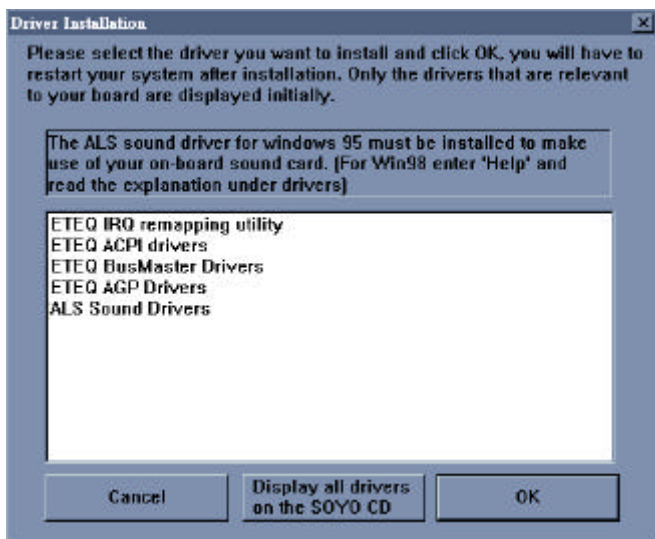 Driver Installation
Please select the driver you want to install and click OK, you will have to
restart your system after installation. Only the drivers that are relevant
to your board are displayed initially.
The ALS sound driver for windows 95 must be installed to make
use of your on-board sound card. (For Win98 enter 'Help' and
read the explanation under drivers)
ETEQ IRQ remapping utility
ETEQ ACPI drivers
ETEQ BusMaster Drivers
ETEQ AGP Drivers
ALS Sound Drivers
Cancel
Display all drivers
on the SOYO CD
OK